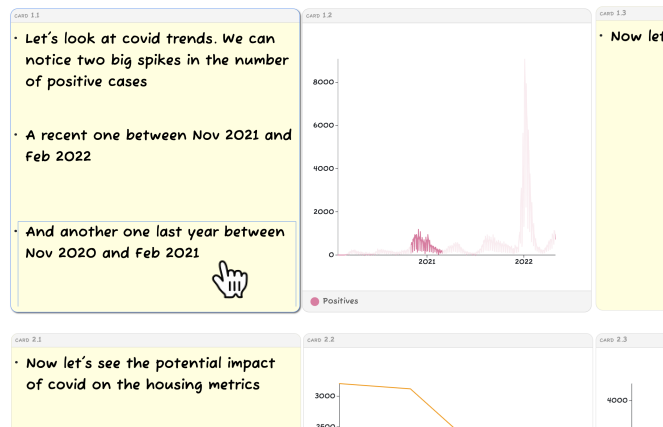 CARD 1.1
· Let's look at covid trends. We can
notice two big spikes in the number
of positive cases
· A recent one between Nov 2021 and
Feb 2022
· And another one last year between
Nov 2020 and Feb 2021
CARD 1.2
8000
6000
4000
2000
0
2021
2022
Positives
CARD 1.3
· Now let
CARD 2.1
· Now let's see the potential impact
of covid on the housing metrics
CARD 2.2
3000
2500
CARD 2.3
4000